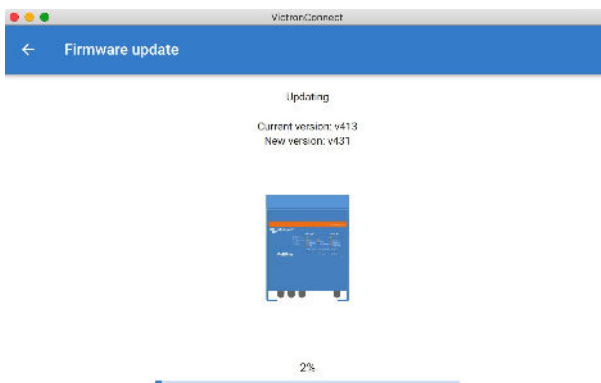 VictronConnect
Firmware update
Updating
Current version: v413
New version: v431
2%